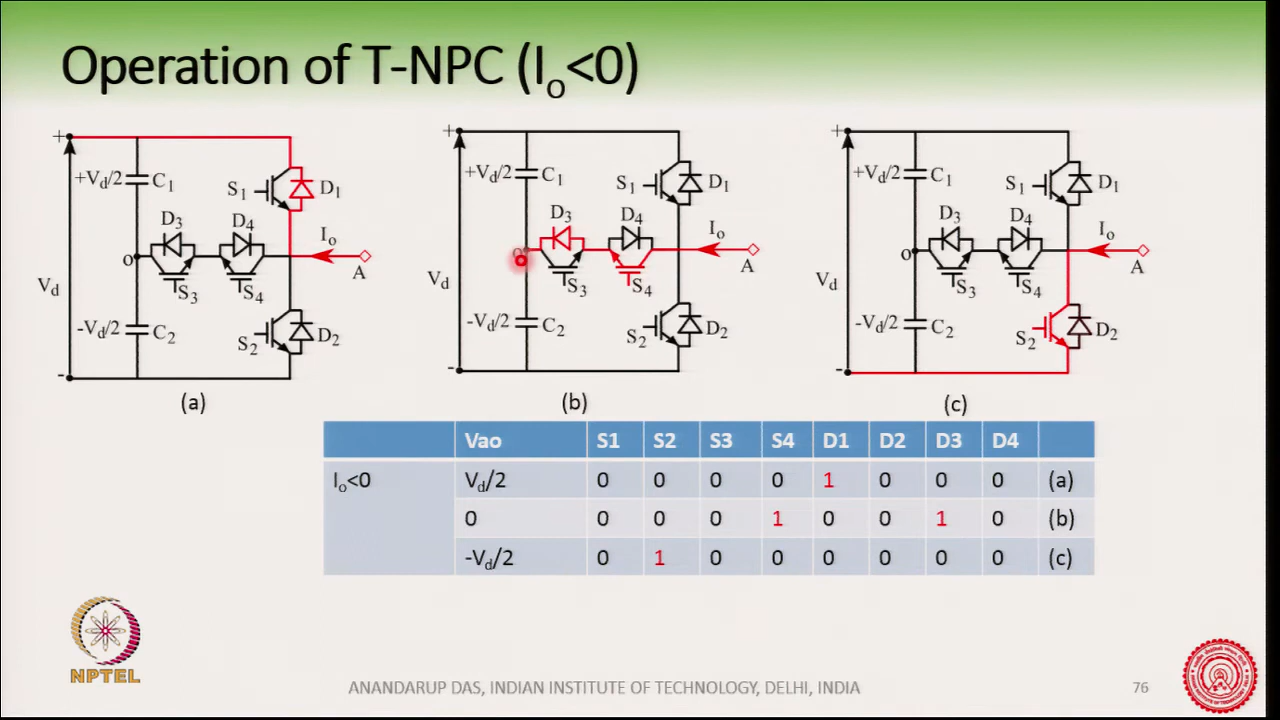 Operation of T-NPC (Io<0)
+
+Vd/2
C1
S1
D1
D3
D4
Io
o
A
Vd
S3
S4
-Vd/2
C2
S2
D2
-
(a)
+
+Vd/2
C1
S1
D1
D3
D4
Io
o
A
Vd
S3
S4
-Vd/2
C2
S2
D2
-
(b)
+
+Vd/2
C1
S1
D1
D3
D4
Io
o
A
Vd
S3
S4
-Vd/2
C2
S2
D2
-
(c)
Vao S1 S2 S3 S4 D1 D2 D3 D4
Io<0 Vd/2 0 0 0 0 1 0 0 0 (a)
0 0 0 0 1 0 0 1 0 (b)
-Vd/2 0 1 0 0 0 0 0 0 (c)
NPTEL
ANANDARUP DAS, INDIAN INSTITUTE OF TECHNOLOGY, DELHI, INDIA
76